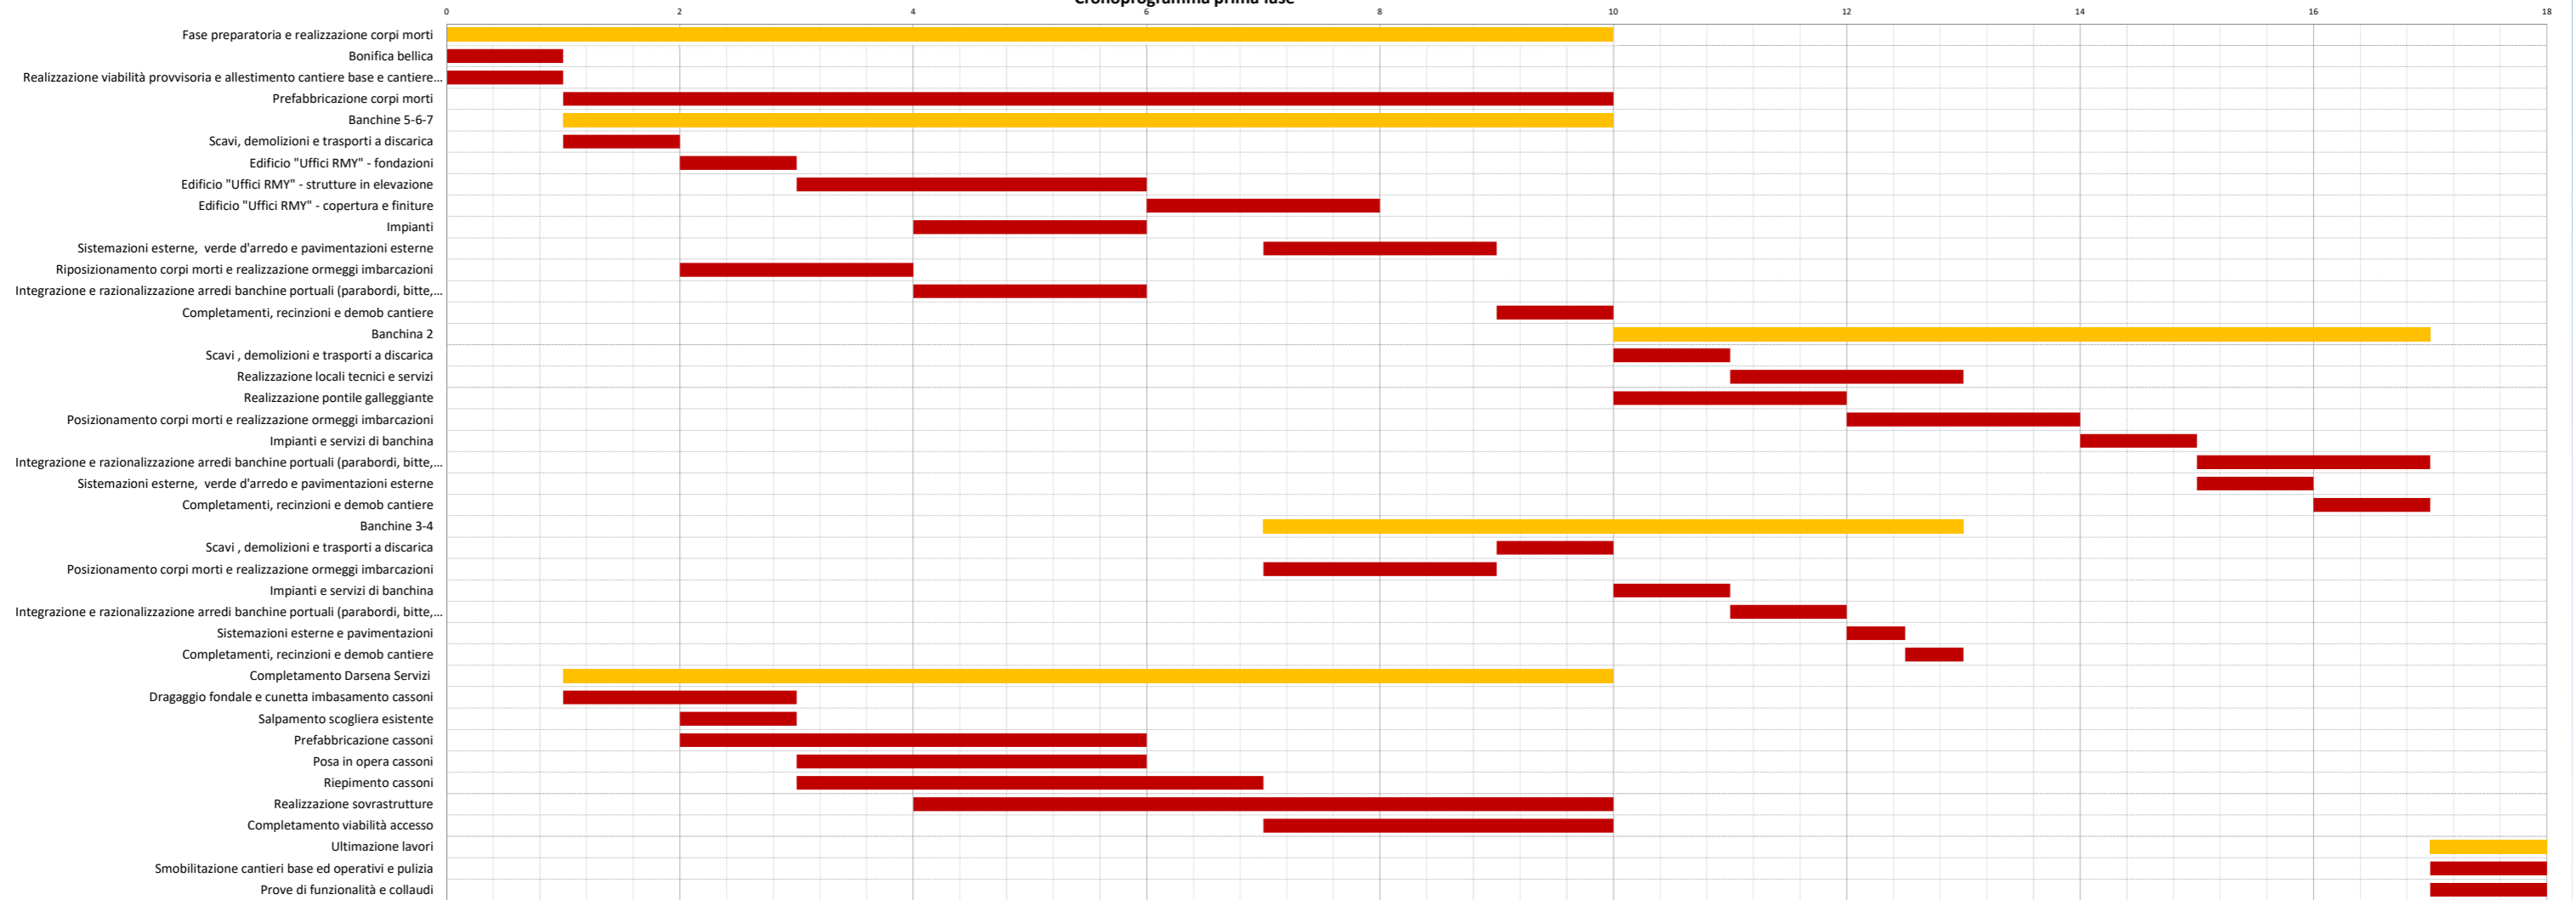 Cronoprogramma prima fase
0 2 4 6 8 10 12 14 16 18
Fase preparatoria e realizzazione corpi morti
Bonifica bellica
Realizzazione viabilità provvisoria e allestimento cantiere base e cantiere...
Prefabbricazione corpi morti
Banchine 5-6-7
Scavi, demolizioni e trasporti a discarica
Edificio "Uffici RMY" - fondazioni
Edificio "Uffici RMY" - strutture in elevazione
Edificio "Uffici RMY" - copertura e finiture
Impianti
Sistemazioni esterne, verde d'arredo e pavimentazioni esterne
Riposizionamento corpi morti e realizzazione ormeggi imbarcazioni
Integrazione e razionalizzazione arredi banchine portuali (parabordi, bitte,...
Completamenti, recinzioni e demob cantiere
Banchina 2
Scavi , demolizioni e trasporti a discarica
Realizzazione locali tecnici e servizi
Realizzazione pontile galleggiante
Posizionamento corpi morti e realizzazione ormeggi imbarcazioni
Impianti e servizi di banchina
Integrazione e razionalizzazione arredi banchine portuali (parabordi, bitte,...
Sistemazioni esterne, verde d'arredo e pavimentazioni esterne
Completamenti, recinzioni e demob cantiere
Banchine 3-4
Scavi , demolizioni e trasporti a discarica
Posizionamento corpi morti e realizzazione ormeggi imbarcazioni
Impianti e servizi di banchina
Integrazione e razionalizzazione arredi banchine portuali (parabordi, bitte,...
Sistemazioni esterne e pavimentazioni
Completamenti, recinzioni e demob cantiere
Completamento Darsena Servizi
Dragaggio fondale e cunetta imbasamento cassoni
Salpamento scogliera esistente
Prefabbricazione cassoni
Posa in opera cassoni
Riepimento cassoni
Realizzazione sovrastrutture
Completamento viabilità accesso
Ultimazione lavori
Smobilitazione cantieri base ed operativi e pulizia
Prove di funzionalità e collaudi